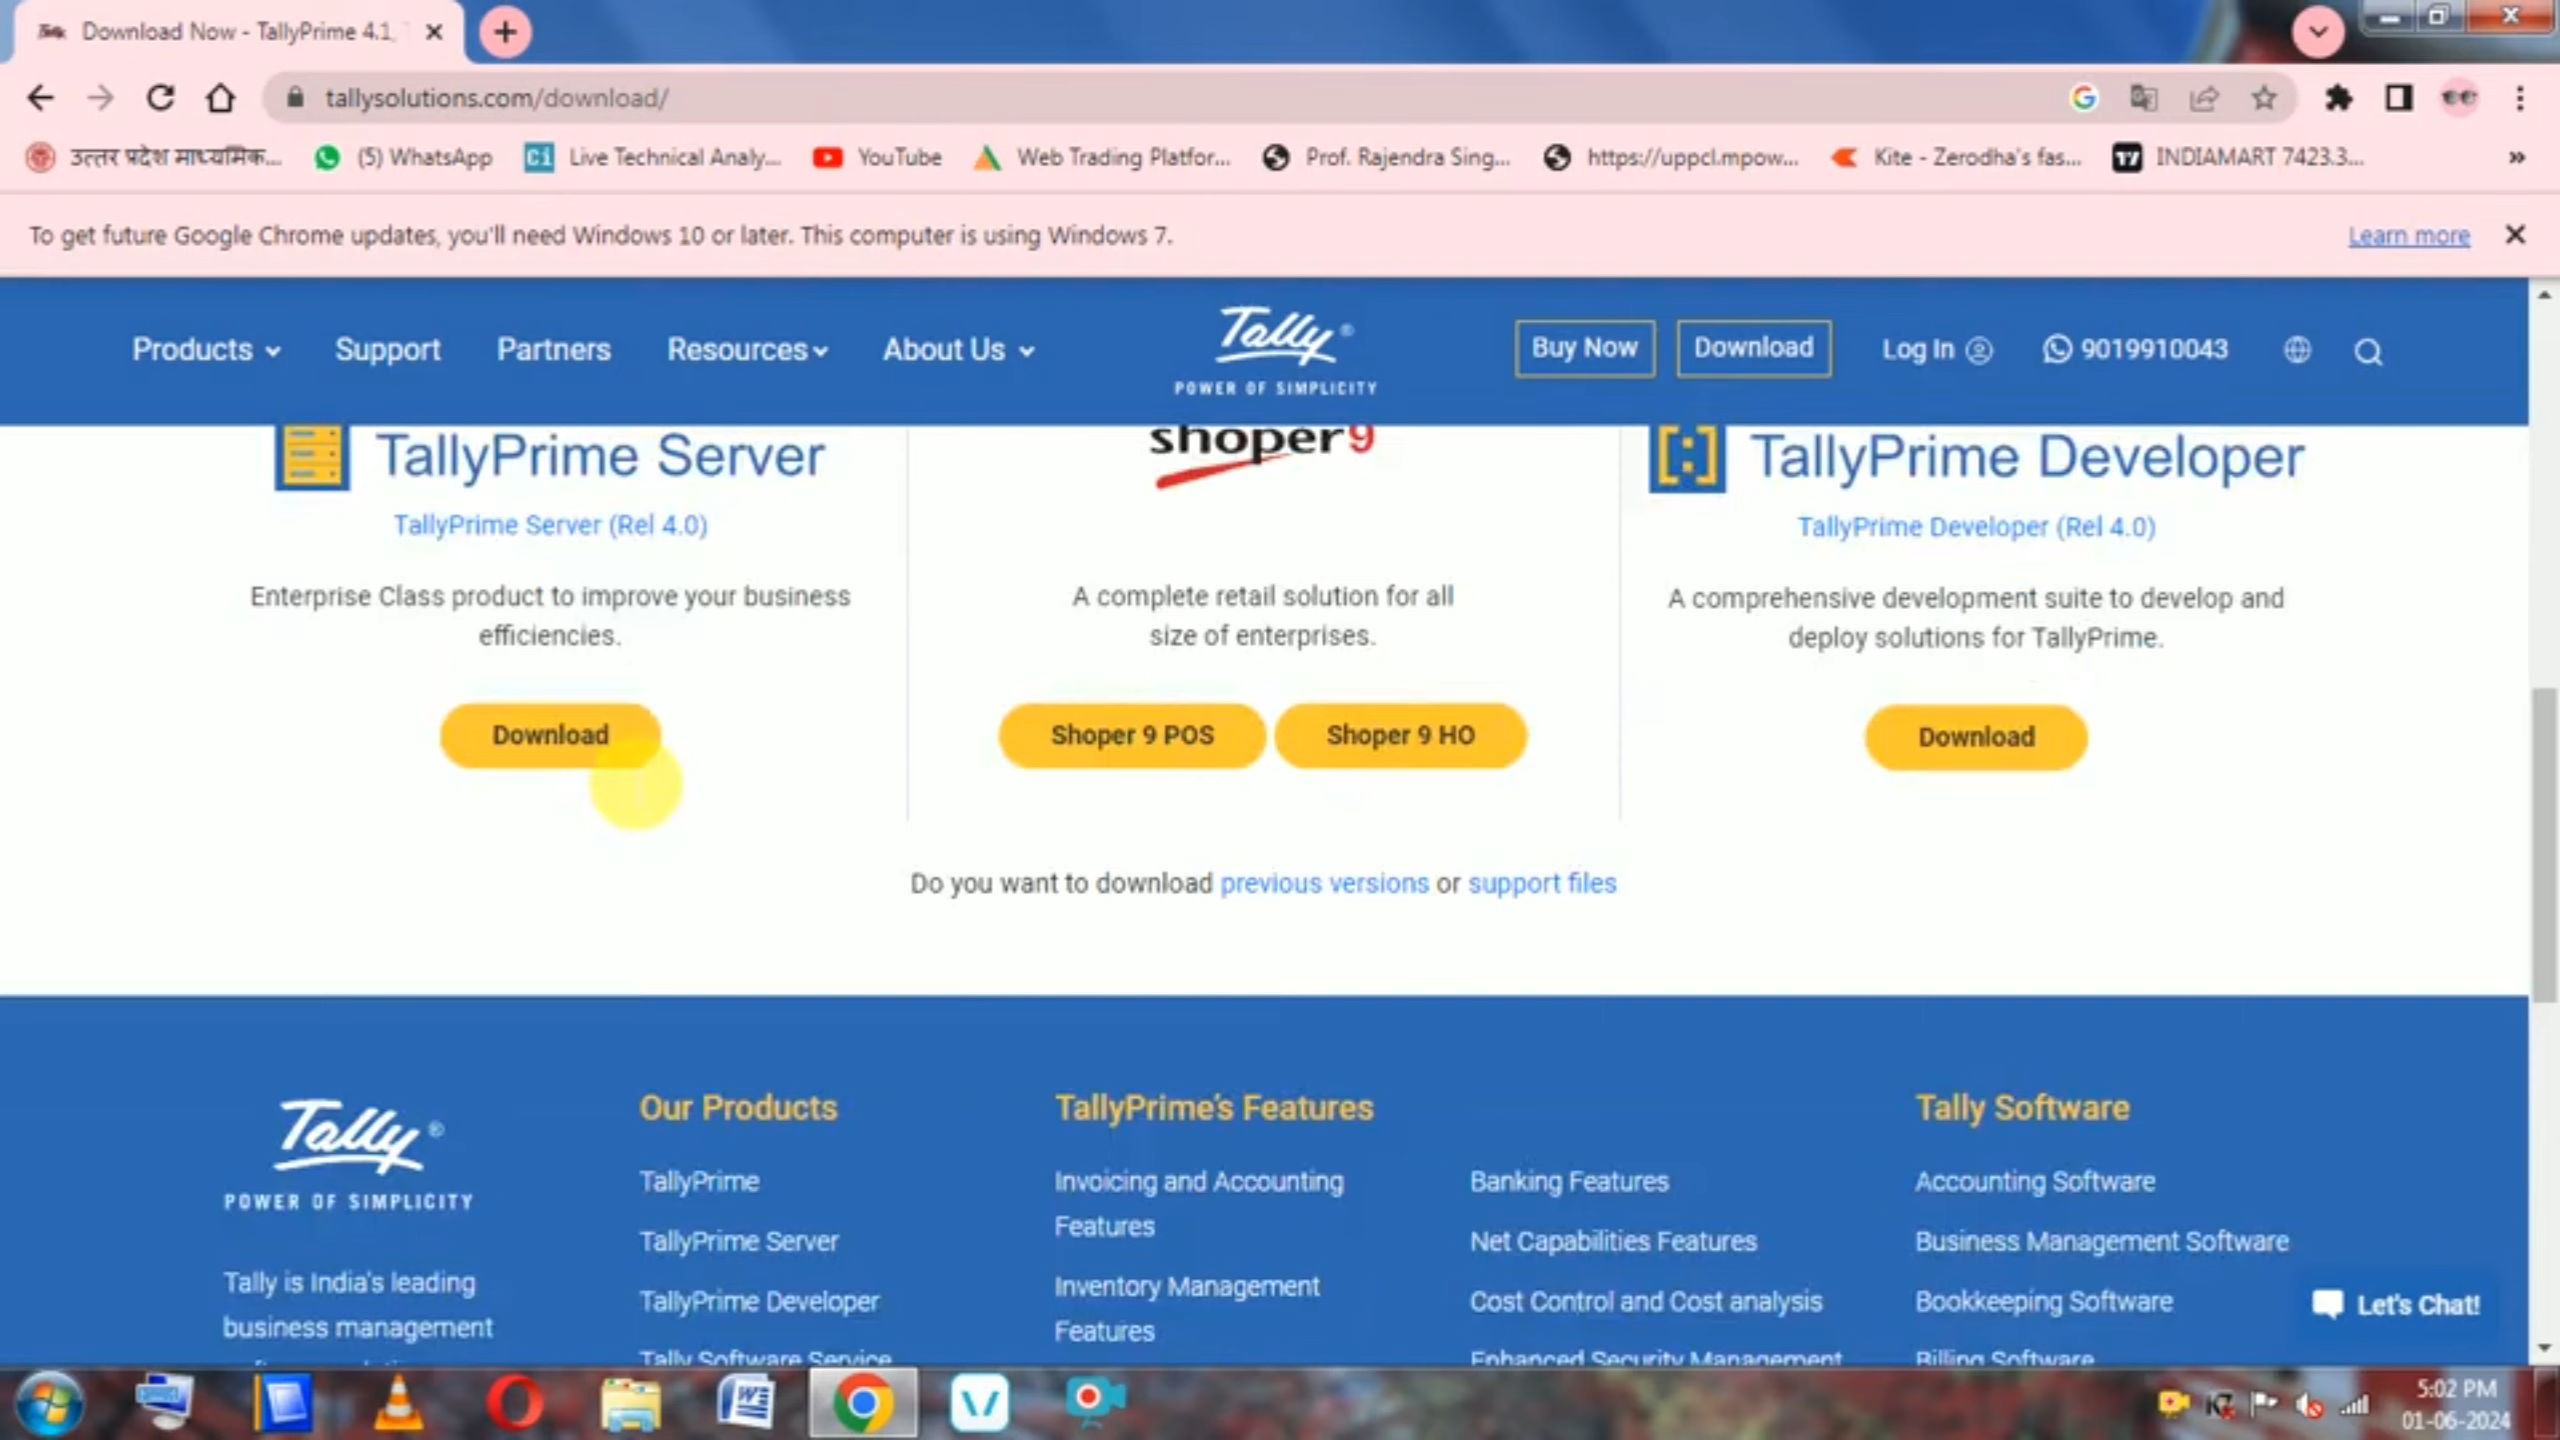 Download Now - TallyPrime 4.1,
tallysolutions.com/download/
उत्तर प्रदेश माध्यमिक... (5) WhatsApp Live Technical Analy... YouTube Web Trading Platfor... Prof. Rajendra Sing... https://uppcl.mpow... Kite - Zerodha's fas... INDIAMART 7423.3... »
To get future Google Chrome updates, you'll need Windows 10 or later. This computer is using Windows 7. Learn more
Products Support Partners Resources About Us Tally® Buy Now Download Log In 9019910043
POWER OF SIMPLICITY
TallyPrime Server shoper9 TallyPrime Developer
TallyPrime Server (Rel 4.0) TallyPrime Developer (Rel 4.0)
Enterprise Class product to improve your business A complete retail solution for all A comprehensive development suite to develop and
efficiencies. size of enterprises. deploy solutions for TallyPrime.
Download Shoper 9 POS Shoper 9 HO Download
Do you want to download previous versions or support files
Tally® Our Products TallyPrime's Features Tally Software
POWER OF SIMPLICITY TallyPrime Invoicing and Accounting Banking Features Accounting Software
Features
TallyPrime Server Net Capabilities Features Business Management Software
Tally is India's leading TallyPrime Developer Inventory Management Cost Control and Cost analysis Bookkeeping Software Let's Chat!
business management Features
Tally Software Service Enhanced Security Management Billing Software
5:02 PM
01-06-2024